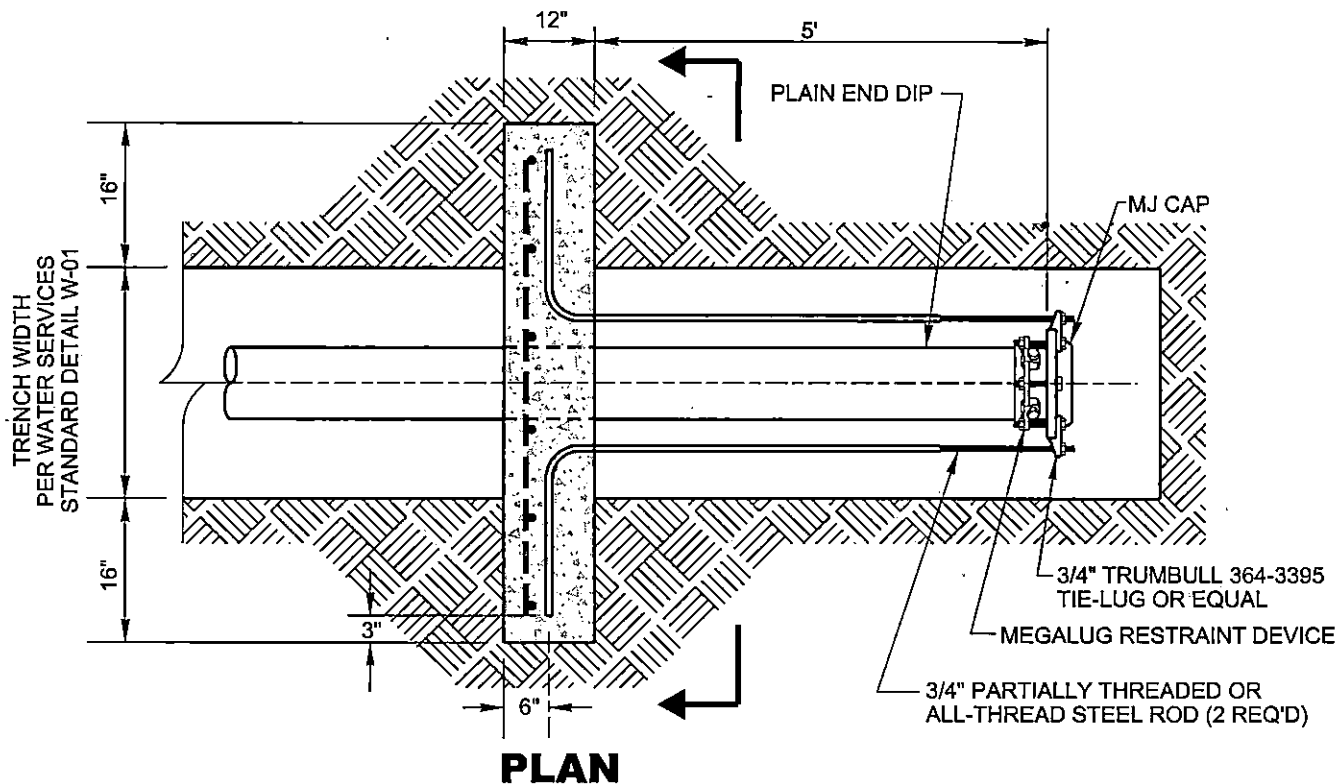 12"
5'
PLAIN END DIP
MJ CAP
16"
TRENCH WIDTH
PER WATER SERVICES
STANDARD DETAIL W-01
16"
3"
6"
3/4" TRUMBULL 364-3395
TIE-LUG OR EQUAL
MEGALUG RESTRAINT DEVICE
3/4" PARTIALLY THREADED OR
ALL-THREAD STEEL ROD (2 REQ'D)
PLAN